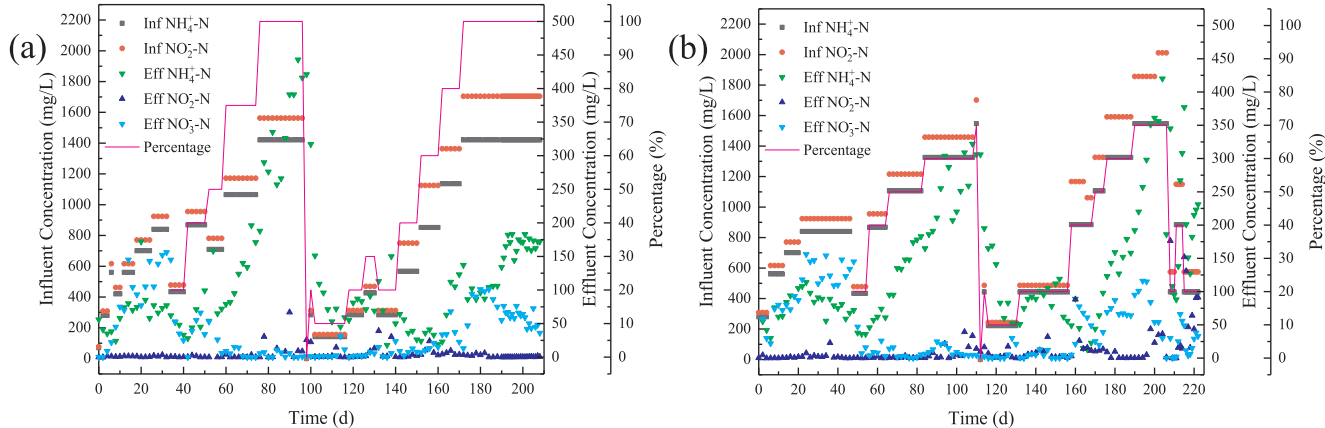 (a)
Influent Concentration (mg/L)
2200
2000
1800
1600
1400
1200
1000
800
600
400
200
0
Inf NH₄⁺-N
Inf NO₂⁻-N
Eff NH₄⁺-N
Eff NO₂⁻-N
Eff NO₃⁻-N
Percentage
0 20 40 60 80 100 120 140 160 180 200
Time (d)
500
450
400
350
300
250
200
150
100
50
0
Effluent Concentration (mg/L)
100
90
80
70
60
50
40
30
20
10
0
Percentage (%)
(b)
Influent Concentration (mg/L)
2200
2000
1800
1600
1400
1200
1000
800
600
400
200
0
Inf NH₄⁺-N
Inf NO₂⁻-N
Eff NH₄⁺-N
Eff NO₂⁻-N
Eff NO₃⁻-N
Percentage
0 20 40 60 80 100 120 140 160 180 200 220
Time (d)
500
450
400
350
300
250
200
150
100
50
0
Effluent Concentration (mg/L)
100
90
80
70
60
50
40
30
20
10
0
Percentage (%)